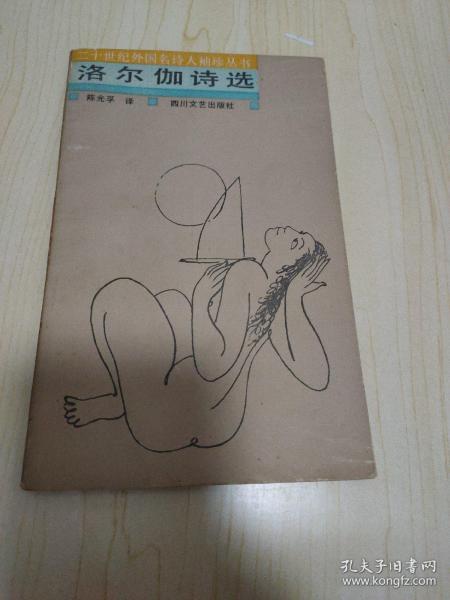 二十世纪外国名诗人袖珍丛书
洛尔伽诗选
陈光孚 译 四川文艺出版社
孔夫子旧书网
www.kongfz.com